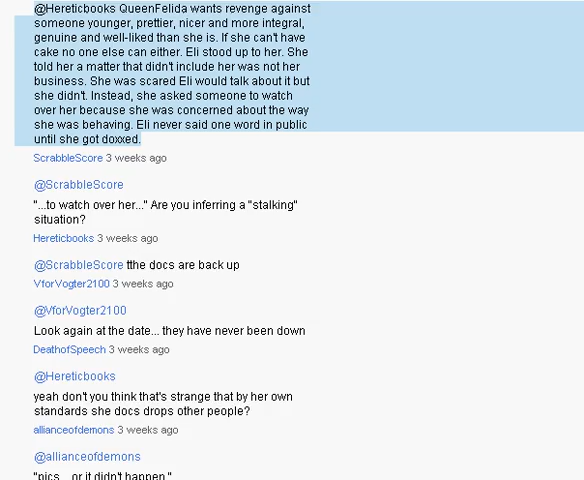 @Hereticbooks QueenFelida wants revenge against
someone younger, prettier, nicer and more integral,
genuine and well-liked than she is. If she can't have
cake no one else can either. Eli stood up to her. She
told her a matter that didn't include her was not her
business. She was scared Eli would talk about it but
she didn't. Instead, she asked someone to watch
over her because she was concerned about the way
she was behaving. Eli never said one word in public
until she got doxxed.
ScrabbleScore 3 weeks ago
@ScrabbleScore
"...to watch over her..." Are you inferring a "stalking"
situation?
Hereticbooks 3 weeks ago
@ScrabbleScore tthe docs are back up
VforVogter2100 3 weeks ago
@VforVogter2100
Look again at the date... they have never been down
DeathofSpeech 3 weeks ago
@Hereticbooks
yeah don't you think that's strange that by her own
standards she docs drops other people?
allianceofdemons 3 weeks ago
@allianceofdemons
"pics... or it didn't happen."